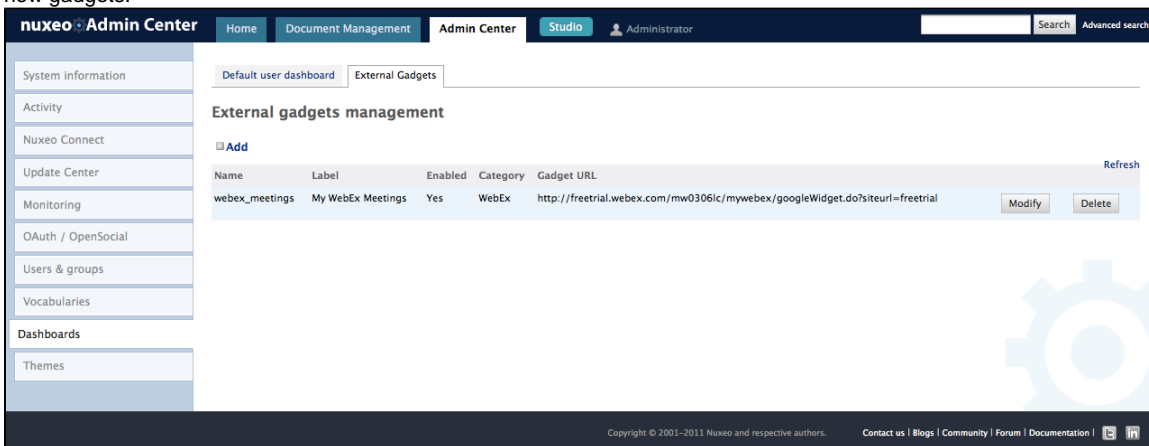 new gadgets.
nuxeo Admin Center Home Document Management Admin Center Studio Administrator Search Advanced search
System information
Activity
Nuxeo Connect
Update Center
Monitoring
OAuth / OpenSocial
Users & groups
Vocabularies
Dashboards
Themes
Default user dashboard External Gadgets
External gadgets management
Add
Refresh
Name Label Enabled Category Gadget URL
webex_meetings My WebEx Meetings Yes WebEx http://freetrial.webex.com/mw0306lc/mywebex/googleWidget.do?siteurl=freetrial Modify Delete
Copyright © 2001-2011 Nuxeo and respective authors. Contact us | Blogs | Community | Forum | Documentation | in